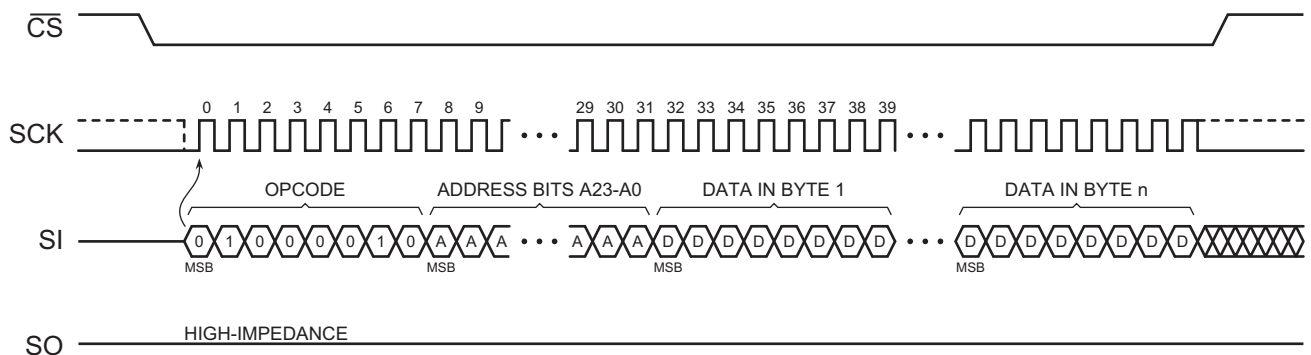 CS
SCK
0 1 2 3 4 5 6 7 8 9 29 30 31 32 33 34 35 36 37 38 39
OPCODE ADDRESS BITS A23-A0 DATA IN BYTE 1 DATA IN BYTE n
SI
0 1 0 0 0 0 1 0 A A A A A A D D D D D D D D D D D D D D D D
MSB MSB MSB MSB
HIGH-IMPEDANCE
SO